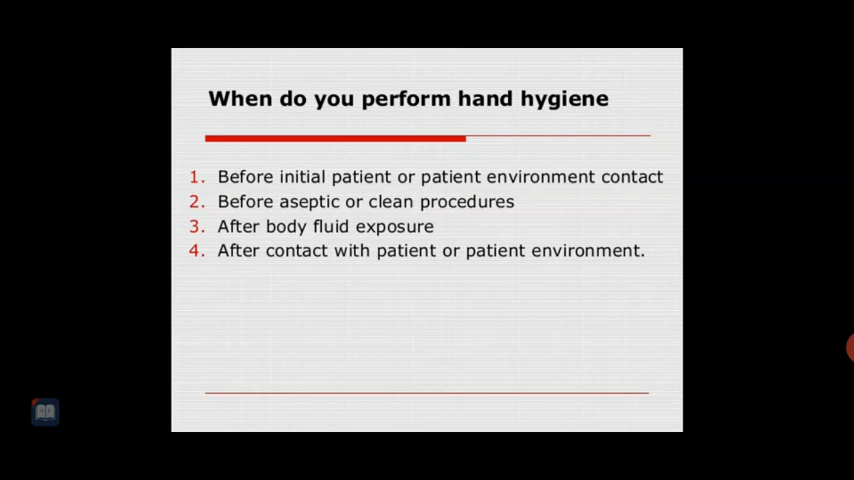 When do you perform hand hygiene
1. Before initial patient or patient environment contact
2. Before aseptic or clean procedures
3. After body fluid exposure
4. After contact with patient or patient environment.